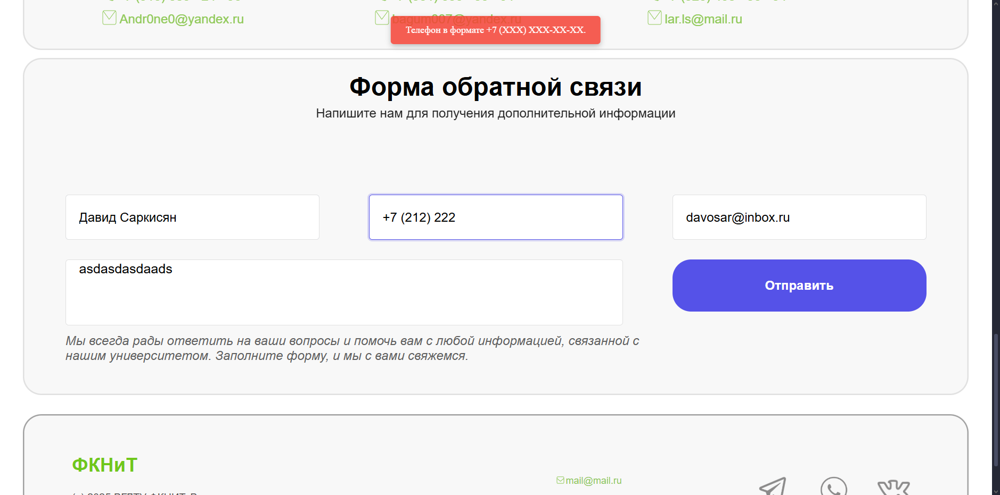 Andr0ne0@yandex.ru
bagum007@yandex.ru
lar.ls@mail.ru
Телефон в формате +7 (XXX) XXX-XX-XX.
Форма обратной связи
Напишите нам для получения дополнительной информации
Давид Саркисян
+7 (212) 222
davosar@inbox.ru
asdasdasdaads
Отправить
Мы всегда рады ответить на ваши вопросы и помочь вам с любой информацией, связанной с
нашим университетом. Заполните форму, и мы с вами свяжемся.
ФКНиТ
mail@mail.ru